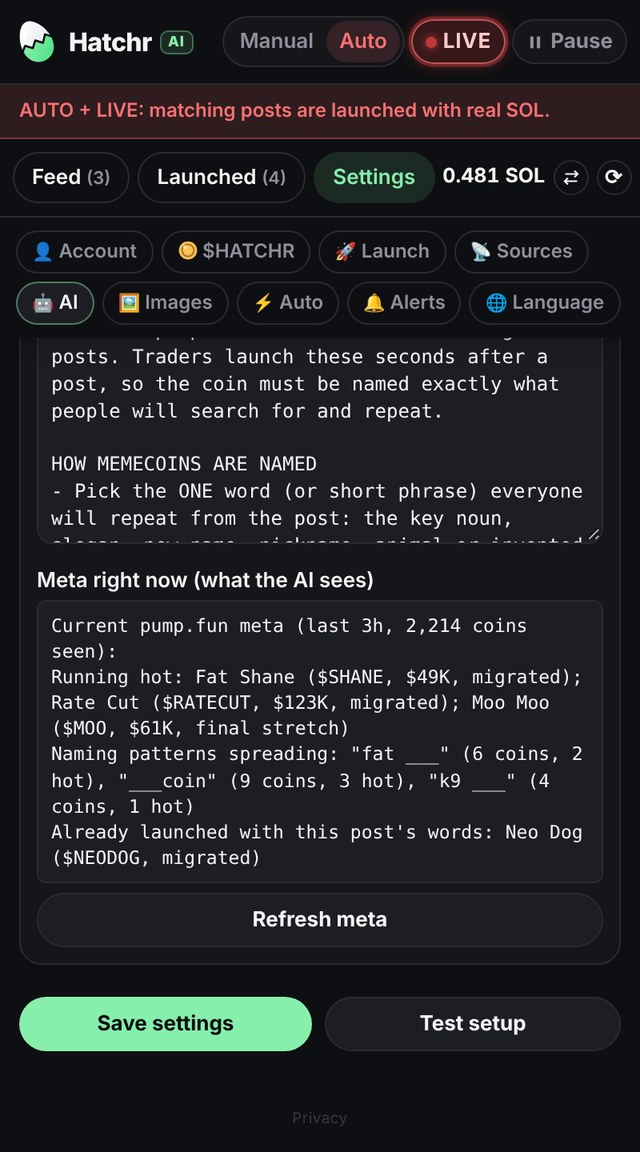 Hatchr AI Manual Auto LIVE Pause
AUTO + LIVE: matching posts are launched with real SOL.
Feed (3) Launched (4) Settings 0.481 SOL
Account $HATCHR Launch Sources
AI Images Auto Alerts Language
posts. Traders launch these seconds after a
post, so the coin must be named exactly what
people will search for and repeat.
HOW MEMECOINS ARE NAMED
- Pick the ONE word (or short phrase) everyone
will repeat from the post: the key noun,
Meta right now (what the AI sees)
Current pump.fun meta (last 3h, 2,214 coins
seen):
Running hot: Fat Shane ($SHANE, $49K, migrated);
Rate Cut ($RATECUT, $123K, migrated); Moo Moo
($MOO, $61K, final stretch)
Naming patterns spreading: "fat ___" (6 coins, 2
hot), "___coin" (9 coins, 3 hot), "k9 ___" (4
coins, 1 hot)
Already launched with this post's words: Neo Dog
($NEODOG, migrated)
Refresh meta
Save settings Test setup
Privacy